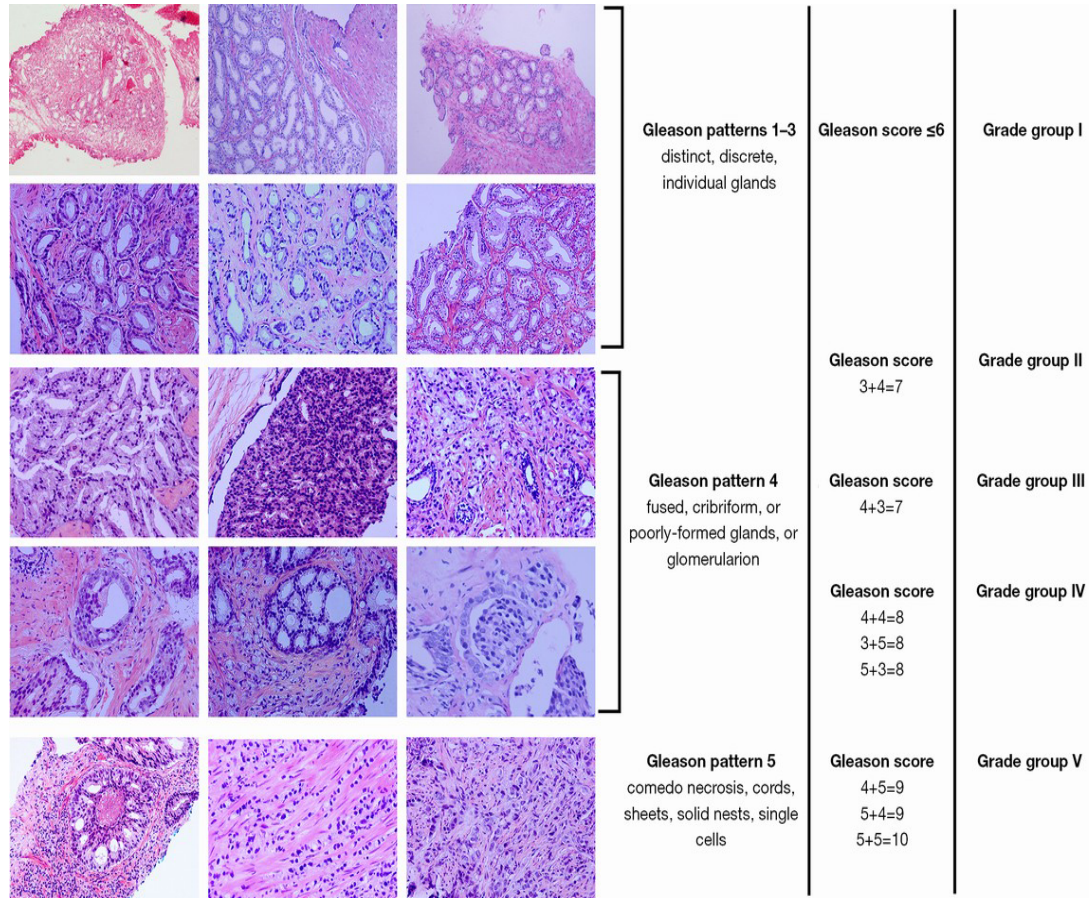 Gleason patterns 1–3
distinct, discrete,
individual glands
Gleason score ≤6
Grade group I
Gleason score
3+4=7
Grade group II
Gleason pattern 4
fused, cribriform, or
poorly-formed glands, or
glomerularion
Gleason score
4+3=7
Grade group III
Gleason score
4+4=8
3+5=8
5+3=8
Grade group IV
Gleason pattern 5
comedo necrosis, cords,
sheets, solid nests, single
cells
Gleason score
4+5=9
5+4=9
5+5=10
Grade group V